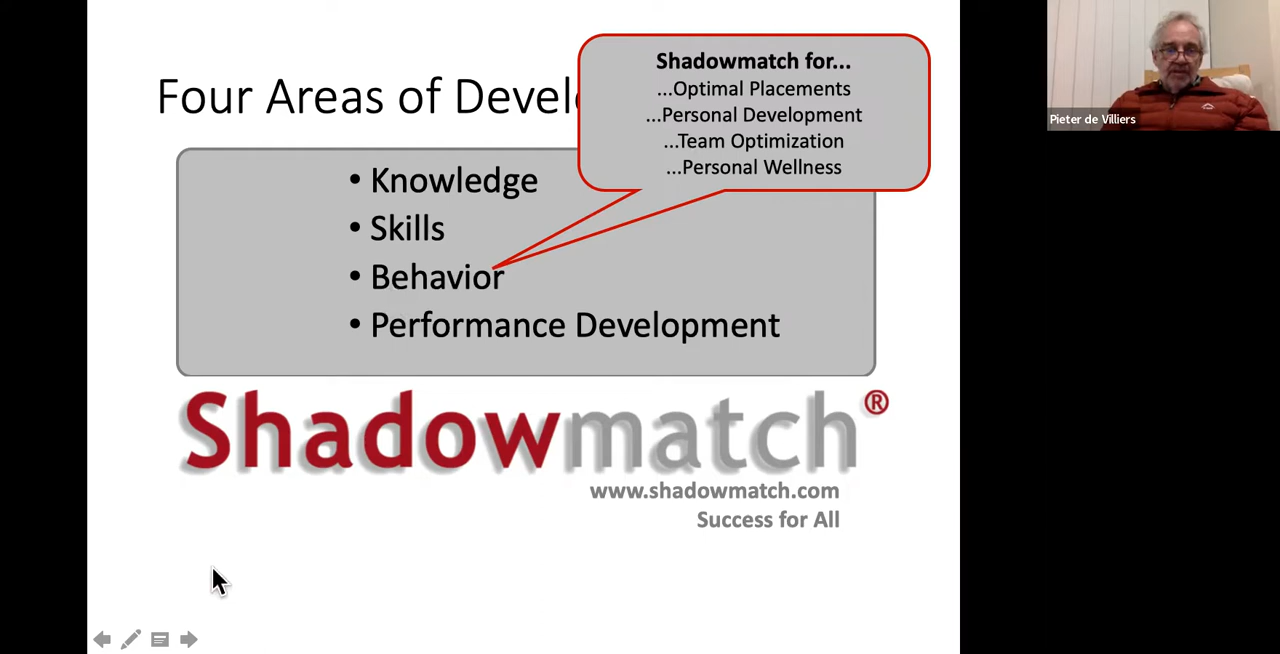 Four Areas of Devel
Shadowmatch for...
...Optimal Placements
...Personal Development
...Team Optimization
...Personal Wellness
• Knowledge
• Skills
• Behavior
• Performance Development
Shadowmatch®
www.shadowmatch.com
Success for All
Pieter de Villiers